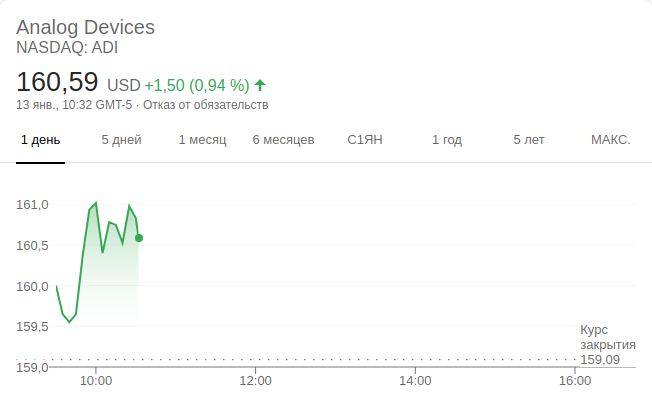 Analog Devices
NASDAQ: ADI
160,59 USD +1,50 (0,94 %)
13 янв., 10:32 GMT-5 · Отказ от обязательств
1 день 5 дней 1 месяц 6 месяцев С1ЯН 1 год 5 лет МАКС.
161,0
160,5
160,0
159,5
159,0
Курс
закрытия
159,09
10:00 12:00 14:00 16:00